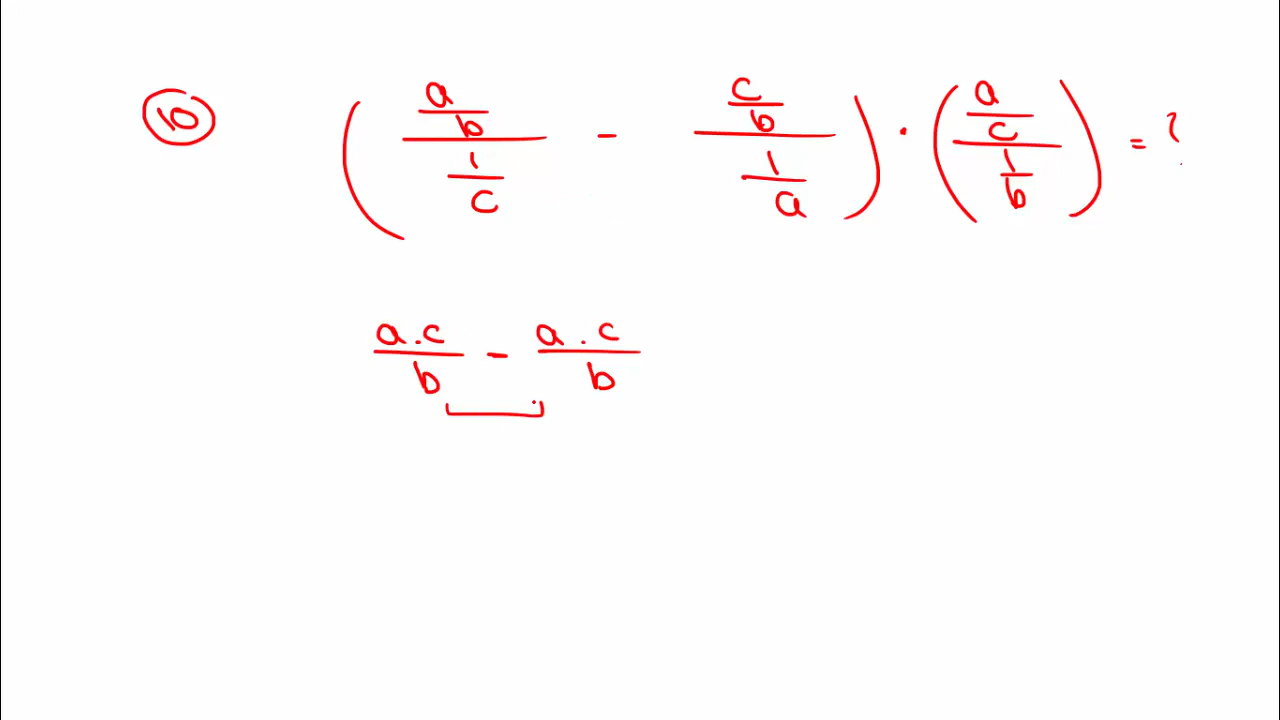 10 ( (a/b)/(1/c) - (c/b)/(1/a) ) · ( (a/c)/(1/b) ) = ?
a.c/b - a.c/b